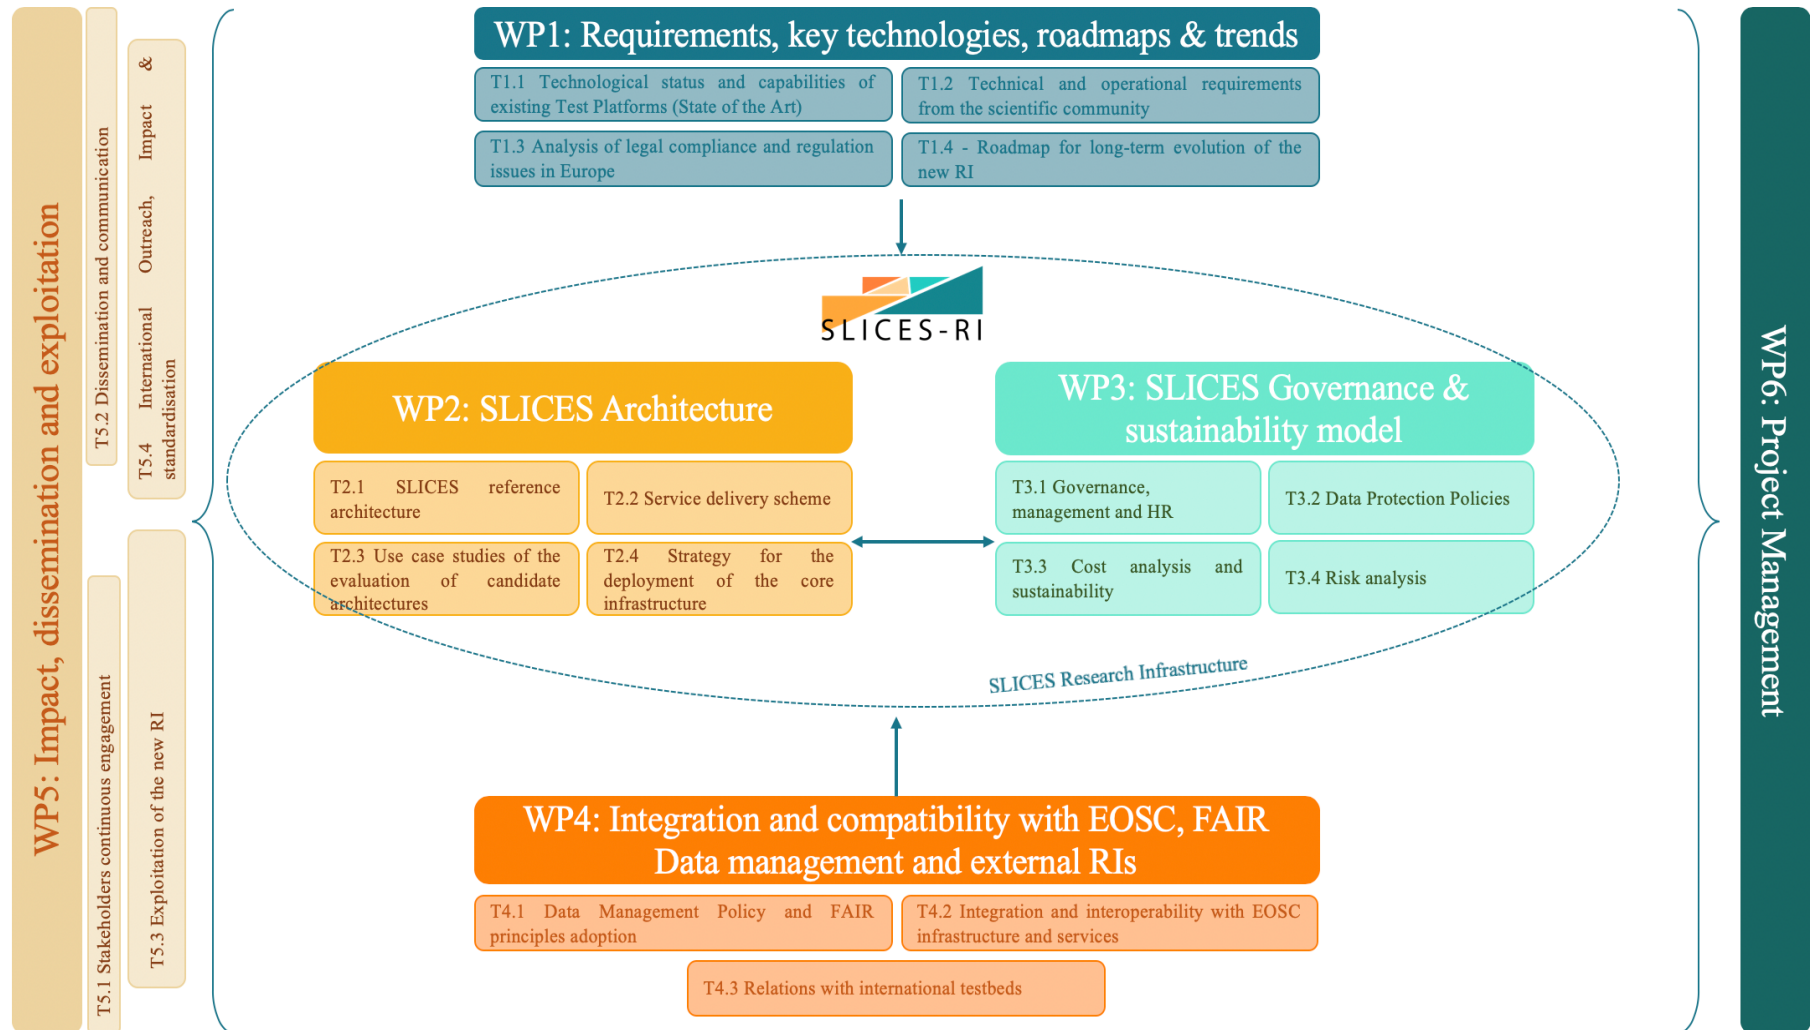 WP5: Impact, dissemination and exploitation
T5.2 Dissemination and communication
T5.4 International Outreach, Impact &
standardisation
T5.1 Stakeholders continuous engagement
T5.3 Exploitation of the new RI
WP1: Requirements, key technologies, roadmaps & trends
T1.1 Technological status and capabilities of
existing Test Platforms (State of the Art)
T1.2 Technical and operational requirements
from the scientific community
T1.3 Analysis of legal compliance and regulation
issues in Europe
T1.4 - Roadmap for long-term evolution of the
new RI
SLICES-RI
WP2: SLICES Architecture
T2.1 SLICES reference
architecture
T2.2 Service delivery scheme
T2.3 Use case studies of the
evaluation of candidate
architectures
T2.4 Strategy for the
deployment of the core
infrastructure
WP3: SLICES Governance &
sustainability model
T3.1 Governance,
management and HR
T3.2 Data Protection Policies
T3.3 Cost analysis and
sustainability
T3.4 Risk analysis
SLICES Research Infrastructure
WP4: Integration and compatibility with EOSC, FAIR
Data management and external RIs
T4.1 Data Management Policy and FAIR
principles adoption
T4.2 Integration and interoperability with EOSC
infrastructure and services
T4.3 Relations with international testbeds
WP6: Project Management